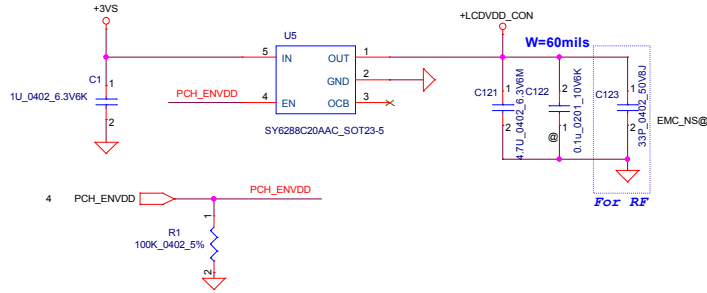 +3VS
U5
+LCDVDD_CON
W=60mils
5 IN OUT 1
GND 2
4 EN OCB 3
PCH_ENVDD
SY6288C20AAC_SOT23-5
C1
1
1U_0402_6.3V6K
2
C121
1
2
4.7U_0402_6.3V6M
C122
2
1
@
0.1u_0201_10V6K
C123
1
2
33P_0402_50V8J
EMC_NS@
For RF
4 PCH_ENVDD
PCH_ENVDD
1
R1
100K_0402_5%
2